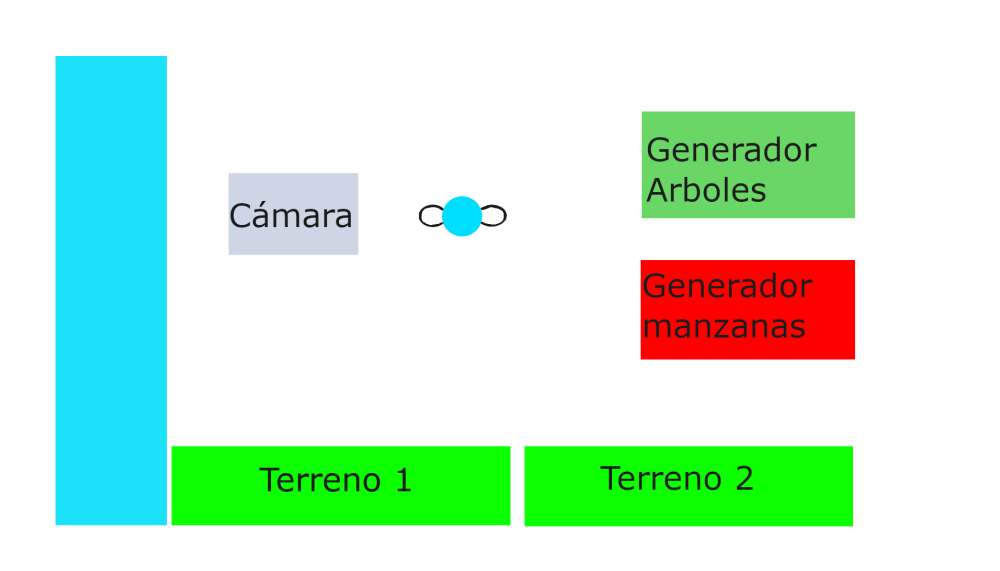 Generador
Arboles
Cámara
Generador
manzanas
Terreno 1
Terreno 2